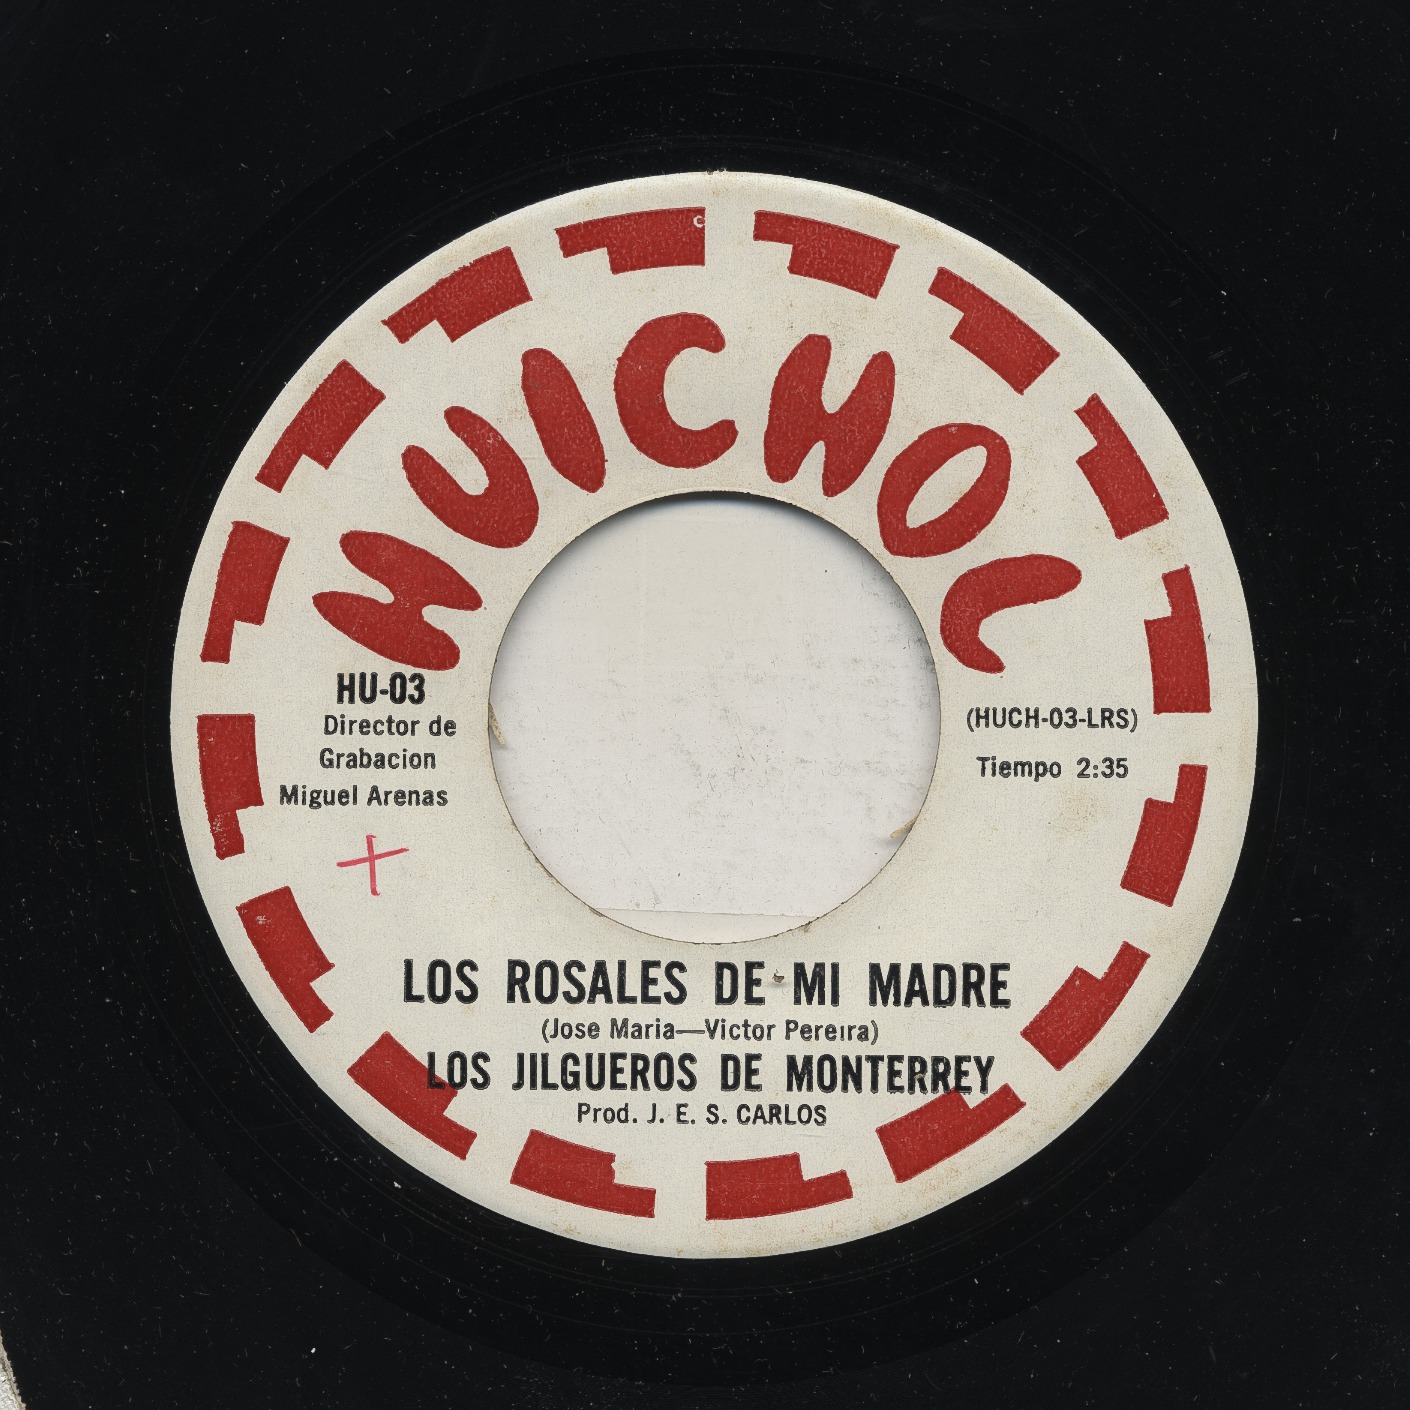 HUICHOL
HU-03
Director de
Grabacion
Miguel Arenas
(HUCH-03-LRS)
Tiempo 2:35
LOS ROSALES DE MI MADRE
(Jose Maria—Victor Pereira)
LOS JILGUEROS DE MONTERREY
Prod. J. E. S. CARLOS